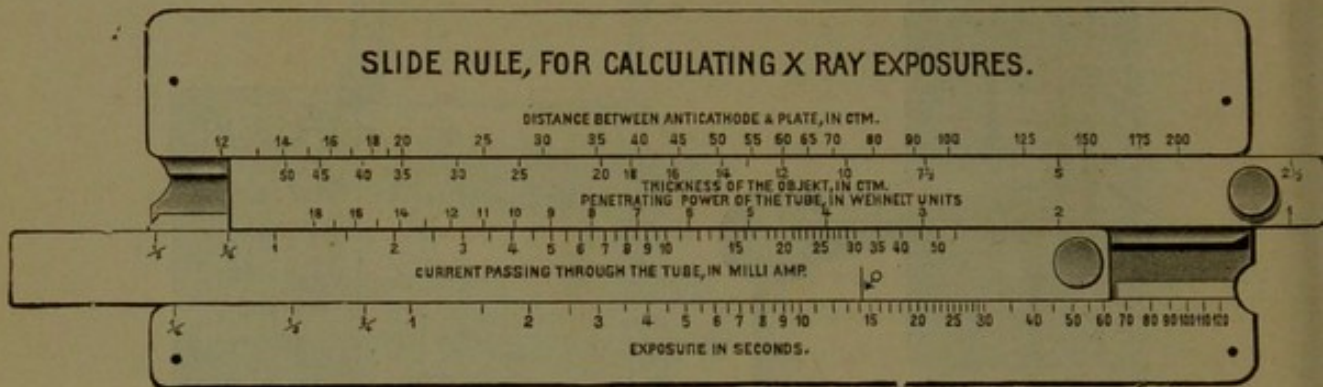 SLIDE RULE, FOR CALCULATING X RAY EXPOSURES.
DISTANCE BETWEEN ANTICATHODE & PLATE, IN CTM.
12 14 16 18 20 25 30 35 40 45 50 55 60 65 70 80 90 100 125 150 175 200
50 45 40 35 30 25 20 18 16 14 12 10 7½ 5 2½
THICKNESS OF THE OBJEKT, IN CTM.
PENETRATING POWER OF THE TUBE, IN WEHNELT UNITS
18 16 14 12 11 10 9 8 7 6 5 4 3 2 1
1 2 3 4 5 6 7 8 9 10 15 20 25 30 35 40 50
CURRENT PASSING THROUGH THE TUBE, IN MILLI AMP.
1 2 3 4 5 6 7 8 9 10 15 20 25 30 40 50 60 70 80 90 100 110 120
EXPOSURE IN SECONDS.